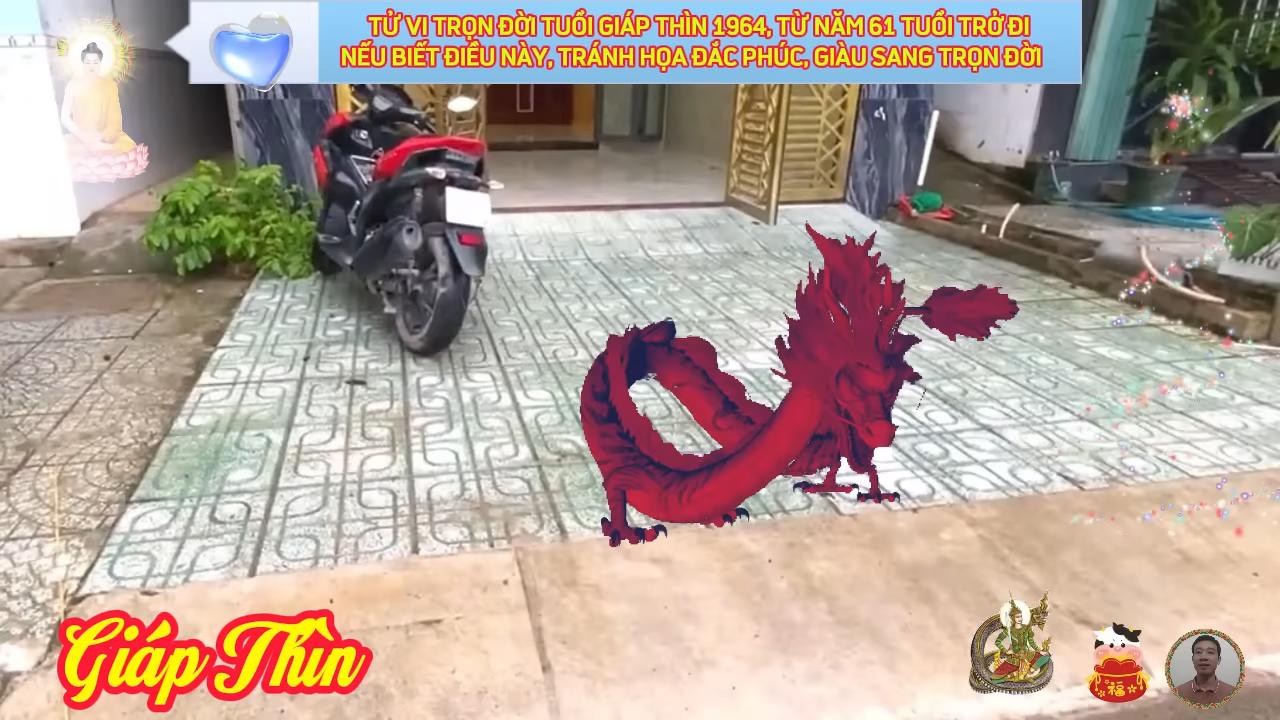 TỬ VI TRỌN ĐỜI TUỔI GIÁP THÌN 1964, TỪ NĂM 61 TUỔI TRỞ ĐI
NẾU BIẾT ĐIỀU NÀY, TRÁNH HỌA ĐẮC PHÚC, GIÀU SANG TRỌN ĐỜI
Giáp Thìn
福